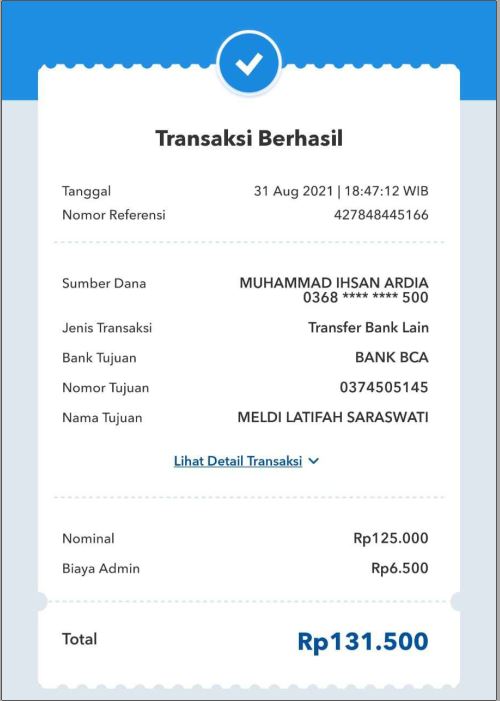 Transaksi Berhasil
Tanggal 31 Aug 2021 | 18:47:12 WIB
Nomor Referensi 427848445166
Sumber Dana MUHAMMAD IHSAN ARDIA
0368 **** **** 500
Jenis Transaksi Transfer Bank Lain
Bank Tujuan BANK BCA
Nomor Tujuan 0374505145
Nama Tujuan MELDI LATIFAH SARASWATI
Lihat Detail Transaksi
Nominal Rp125.000
Biaya Admin Rp6.500
Total Rp131.500